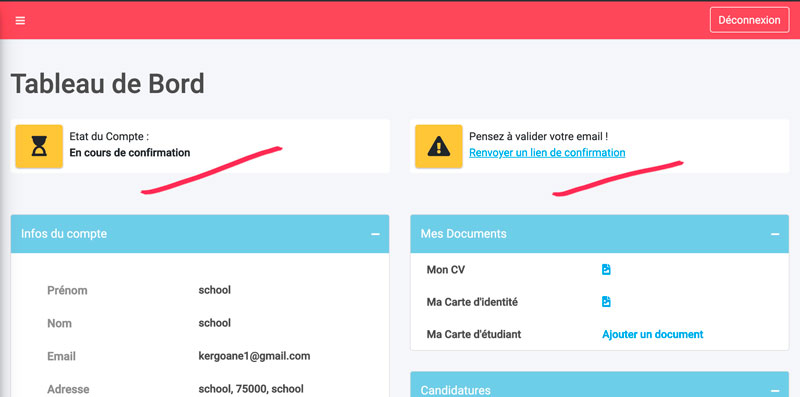 Déconnexion
Tableau de Bord
Etat du Compte :
En cours de confirmation
Pensez à valider votre email !
Renvoyer un lien de confirmation
Infos du compte
Prénom school
Nom school
Email kergoane1@gmail.com
Adresse school, 75000, school
Mes Documents
Mon CV
Ma Carte d'identité
Ma Carte d'étudiant Ajouter un document
Candidatures